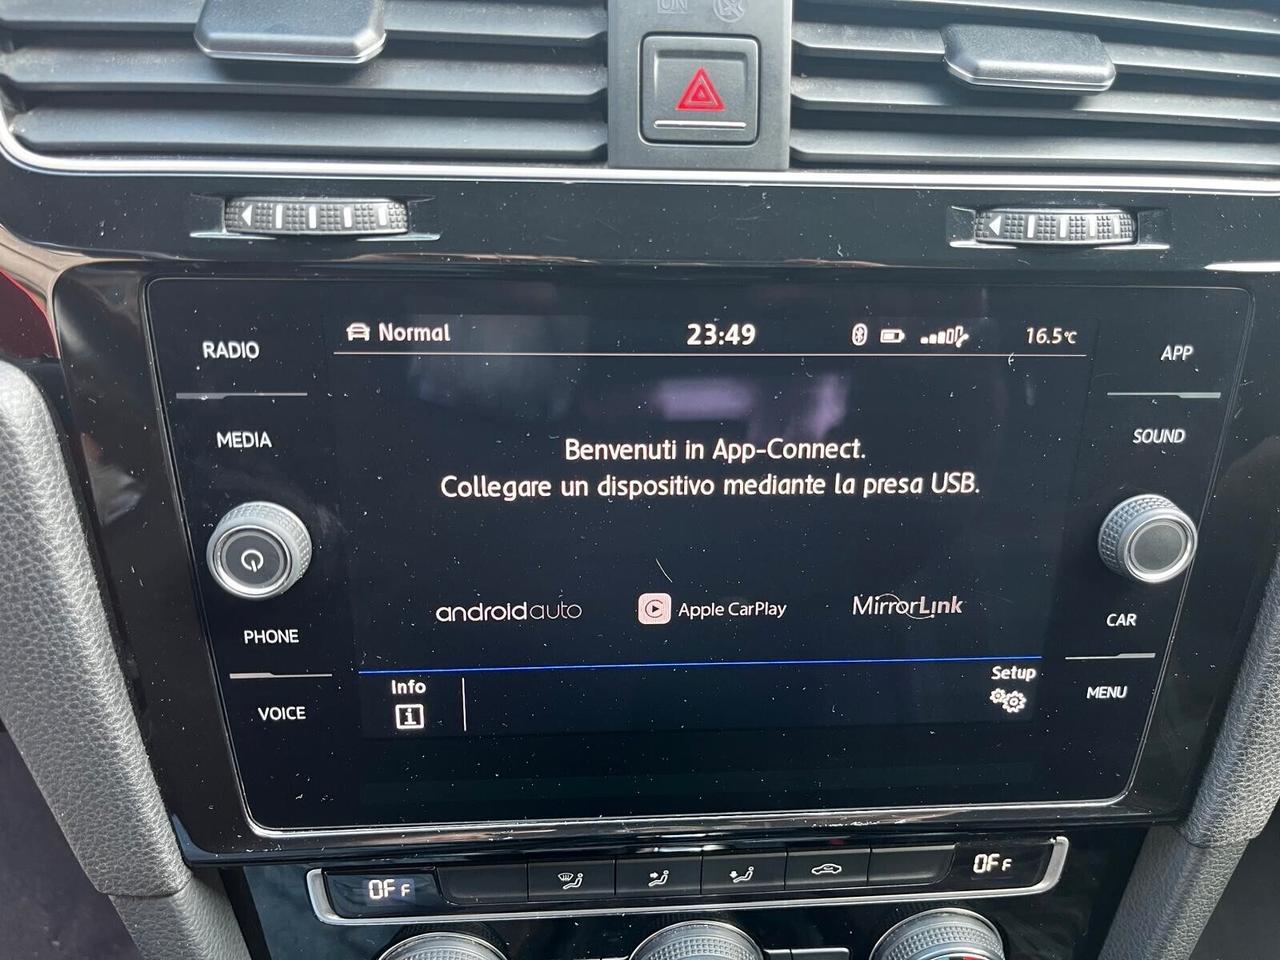 RADIO
MEDIA
PHONE
VOICE
Normal
23:49
16.5°C
Benvenuti in App-Connect.
Collegare un dispositivo mediante la presa USB.
androidauto
Apple CarPlay
MirrorLink
Info
i
Setup
APP
SOUND
CAR
MENU
OFF
OFF